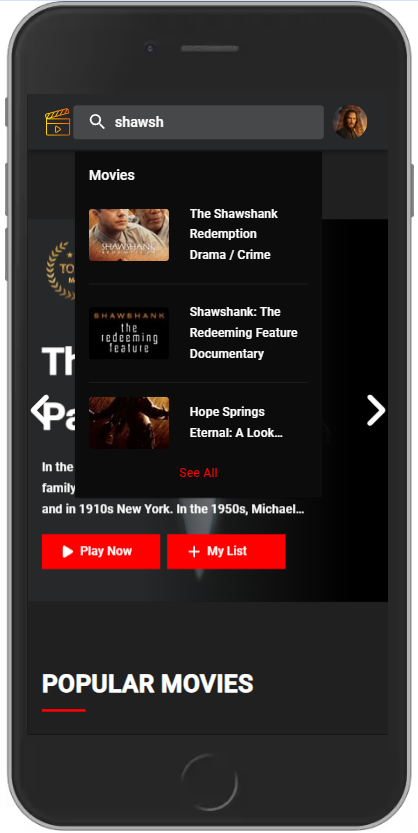 shawsh
Movies
The Shawshank
Redemption
Drama / Crime
SHAWSHANK
Shawshank: The
Redeeming Feature
Documentary
SHAWSHANK
the
redeeming
feature
Hope Springs
Eternal: A Look...
See All
TO
M
Th
Pa
In the
family
and in 1910s New York. In the 1950s, Michael...
Play Now
My List
POPULAR MOVIES